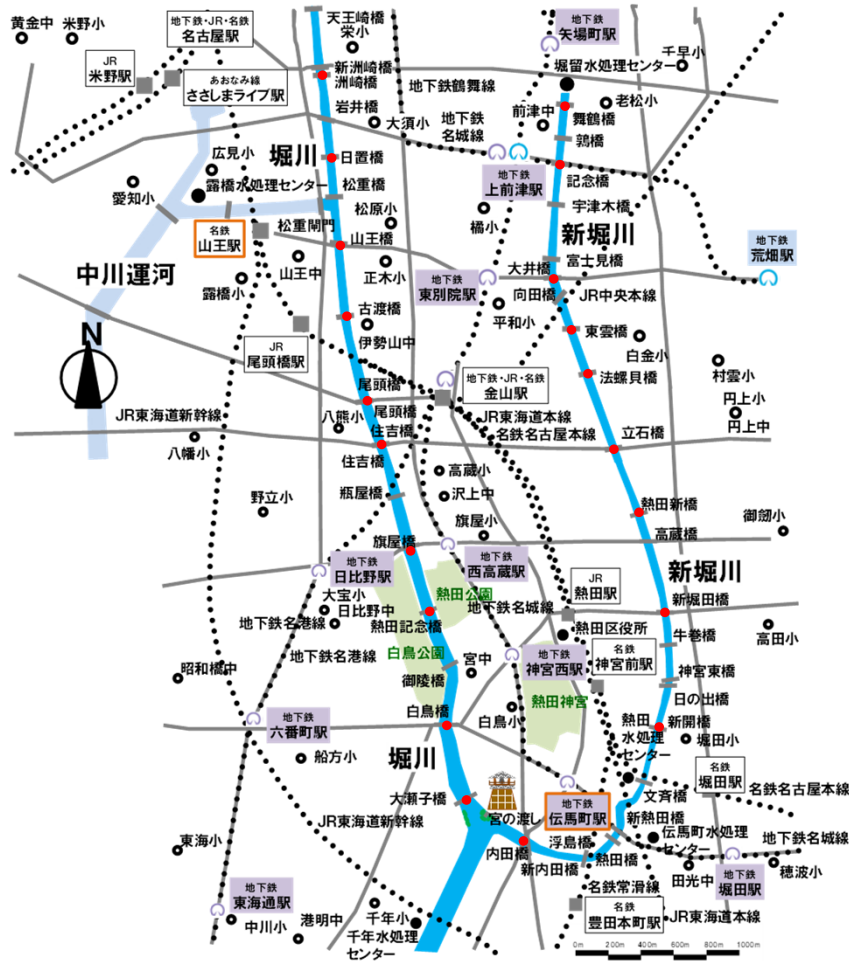 黄金中
米野小
地下鉄・JR・名鉄
名古屋駅
天王崎橋
栄小
地下鉄
矢場町駅
JR
米野駅
あおなみ線
ささしまライブ駅
新洲崎橋
洲崎橋
地下鉄鶴舞線
堀留水処理センター
千早小
岩井橋
大須小
地下鉄
名城線
前津中
老松小
舞鶴橋
鶉橋
広見小
堀川
日置橋
記念橋
愛知小
露橋水処理センター
松重橋
地下鉄
上前津駅
宇津木橋
名鉄
山王駅
松重閘門
松原小
山王橋
橘小
新堀川
富士見橋
地下鉄
荒畑駅
中川運河
露橋小
山王中
正木小
地下鉄
東別院駅
大井橋
向田橋
JR中央本線
古渡橋
平和小
東雲橋
N
JR
尾頭橋駅
伊勢山中
白金小
法螺貝橋
村雲小
尾頭橋
地下鉄・JR・名鉄
金山駅
円上小
円上中
JR東海道新幹線
八熊小
尾頭橋
JR東海道本線
名鉄名古屋本線
立石橋
八幡小
住吉橋
住吉橋
高蔵小
瓶屋橋
沢上中
野立小
熱田新橋
旗屋小
御劔小
旗屋橋
高蔵橋
地下鉄
日比野駅
地下鉄
西高蔵駅
新堀川
大宝小
日比野中
熱田公園
JR
熱田駅
地下鉄名城線
新堀田橋
地下鉄名港線
熱田記念橋
熱田区役所
牛巻橋
高田小
地下鉄名港線
白鳥公園
宮中
地下鉄
神宮西駅
名鉄
神宮前駅
神宮東橋
昭和橋中
御陵橋
日の出橋
白鳥橋
白鳥小
熱田神宮
新開橋
地下鉄
六番町駅
熱田
水処理
センター
堀田小
船方小
堀川
名鉄
堀田駅
文斉橋
名鉄名古屋本線
大瀬子橋
宮の渡し
地下鉄
伝馬町駅
新熱田橋
JR東海道新幹線
伝馬町水処理
センター
地下鉄名城線
東海小
内田橋
浮島橋
熱田橋
新内田橋
田光中
穂波小
地下鉄
堀田駅
地下鉄
東海通駅
名鉄常滑線
中川小
港明中
千年小
千年水処理
センター
名鉄
豊田本町駅
JR東海道本線
0m 200m 400m 600m 800m 1000m